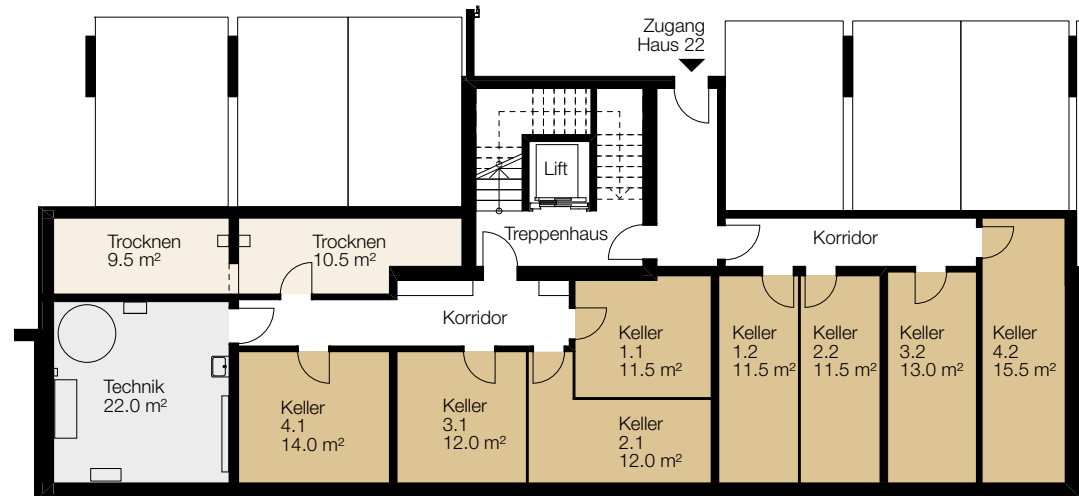 Zugang
Haus 22
Lift
Treppenhaus
Trocknen
9.5 m²
Trocknen
10.5 m²
Korridor
Korridor
Technik
22.0 m²
Keller
4.1
14.0 m²
Keller
3.1
12.0 m²
Keller
2.1
12.0 m²
Keller
1.1
11.5 m²
Keller
1.2
11.5 m²
Keller
2.2
11.5 m²
Keller
3.2
13.0 m²
Keller
4.2
15.5 m²